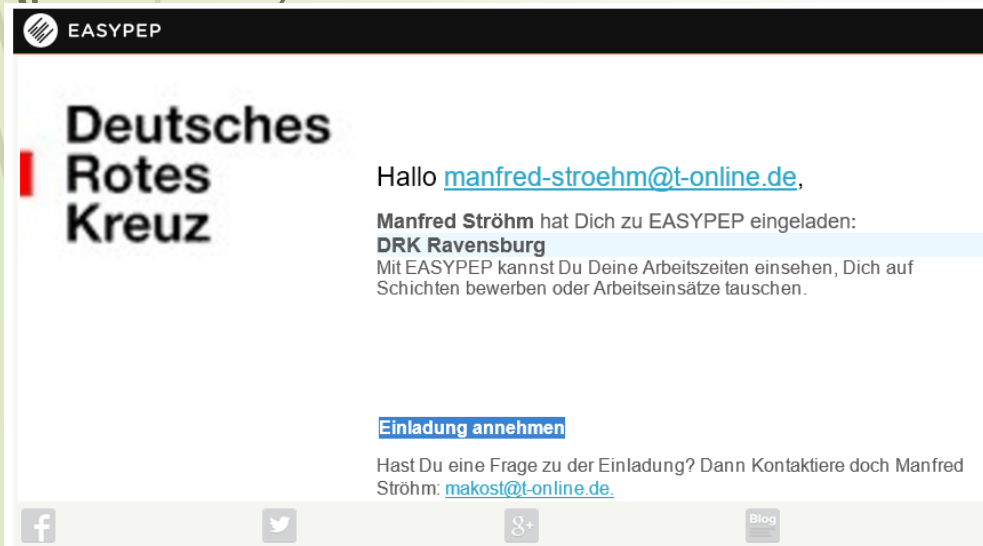 EASYPEP
Deutsches
Rotes
Kreuz
Hallo manfred-stroehm@t-online.de,
Manfred Ströhm hat Dich zu EASYPEP eingeladen:
DRK Ravensburg
Mit EASYPEP kannst Du Deine Arbeitszeiten einsehen, Dich auf
Schichten bewerben oder Arbeitseinsätze tauschen.
Einladung annehmen
Hast Du eine Frage zu der Einladung? Dann Kontaktiere doch Manfred
Ströhm: makost@t-online.de.
f
8+
Blog